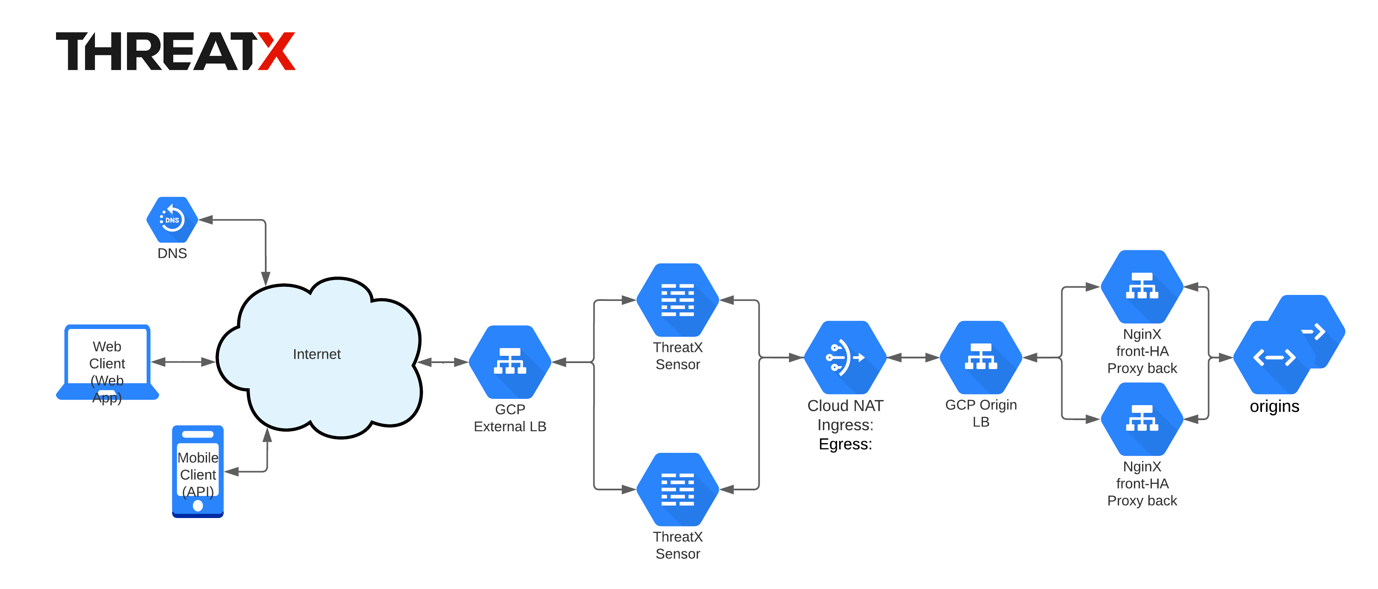 THREATX
DNS
DNS
Web
Client
(Web
App)
Internet
Mobile
Client
(API)
GCP
External LB
ThreatX
Sensor
ThreatX
Sensor
Cloud NAT
Ingress:
Egress:
GCP Origin
LB
NginX
front-HA
Proxy back
NginX
front-HA
Proxy back
origins